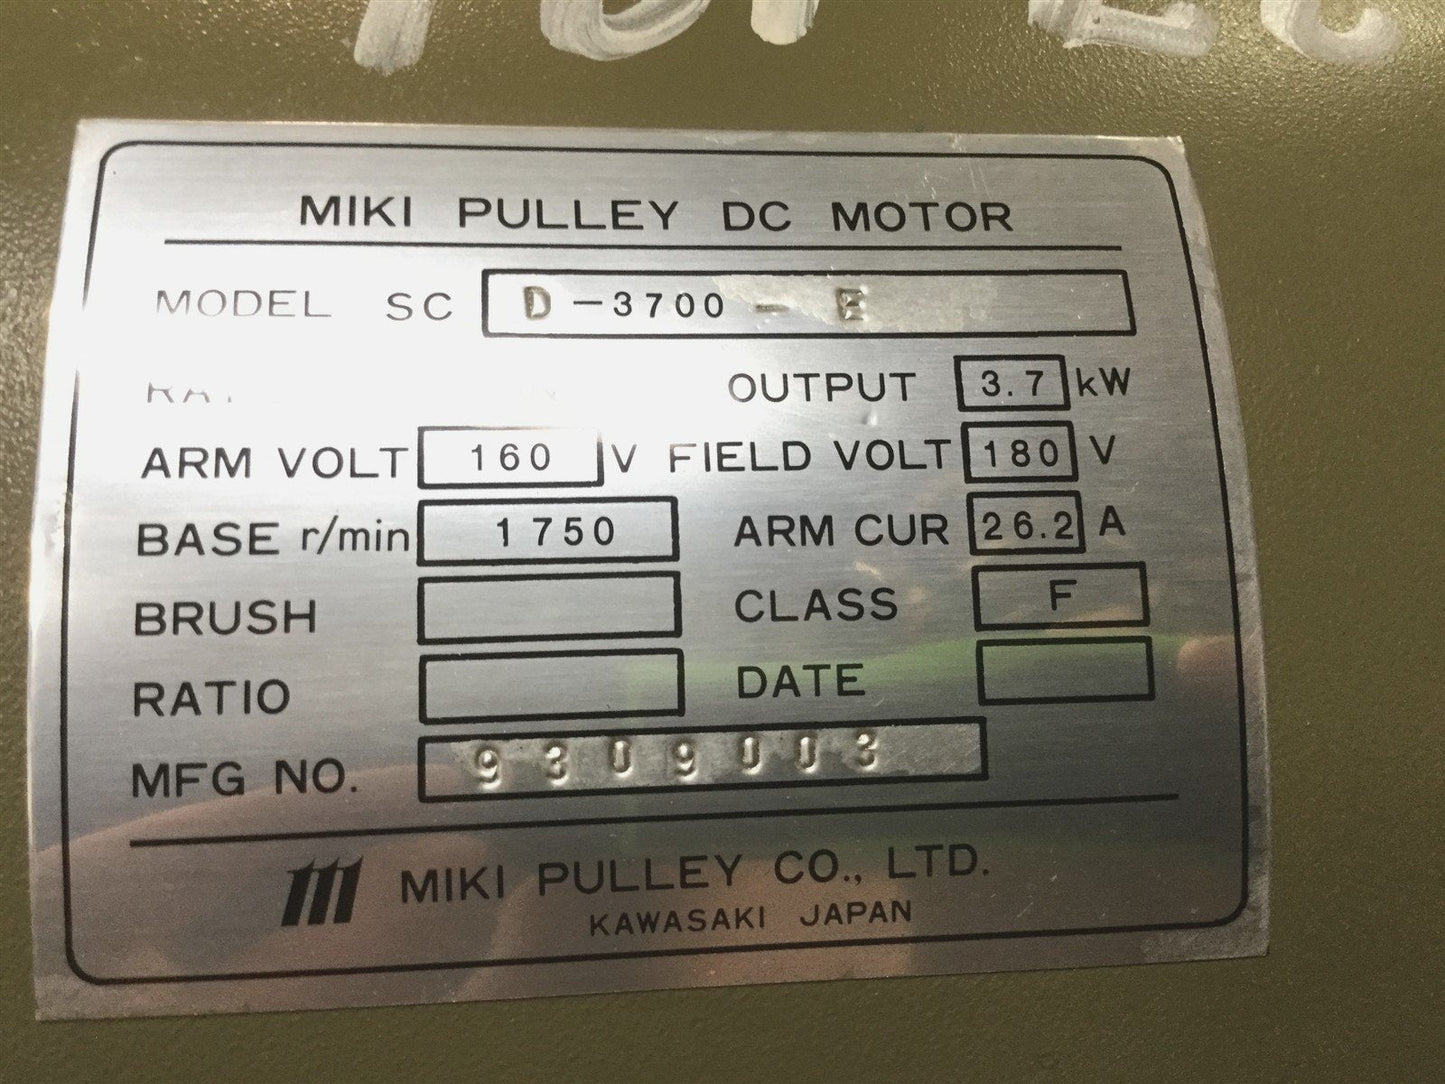 MIKI PULLEY DC MOTOR
MODEL SC D-3700-E
OUTPUT 3.7 kW
ARM VOLT 160 V FIELD VOLT 180 V
BASE r/min 1750 ARM CUR 26.2 A
BRUSH CLASS F
RATIO DATE
MFG NO. 9309003
MIKI PULLEY CO., LTD.
KAWASAKI JAPAN